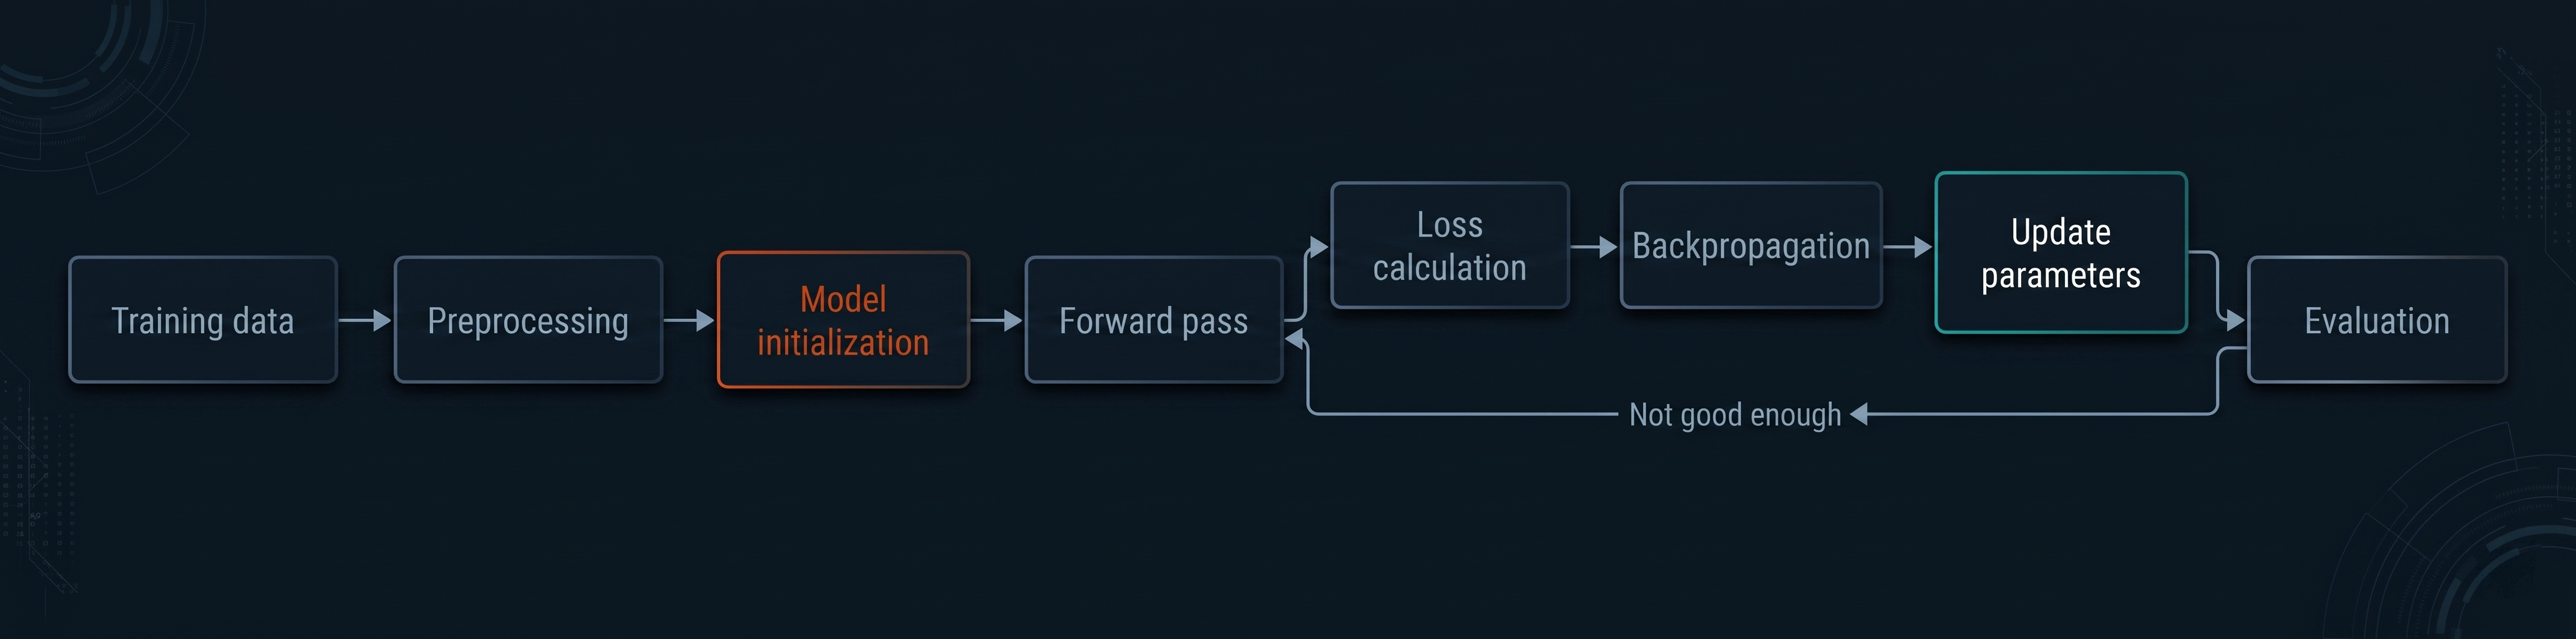 Training data
Preprocessing
Model
initialization
Forward pass
Loss
calculation
Backpropagation
Update
parameters
Evaluation
Not good enough